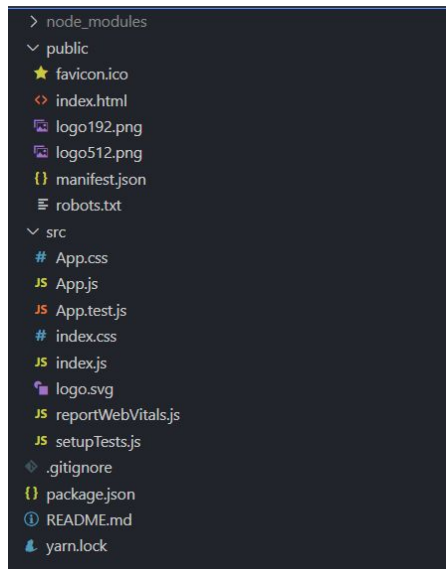 node_modules
public
favicon.ico
index.html
logo192.png
logo512.png
manifest.json
robots.txt
src
App.css
App.js
App.test.js
index.css
index.js
logo.svg
reportWebVitals.js
setupTests.js
.gitignore
package.json
README.md
yarn.lock